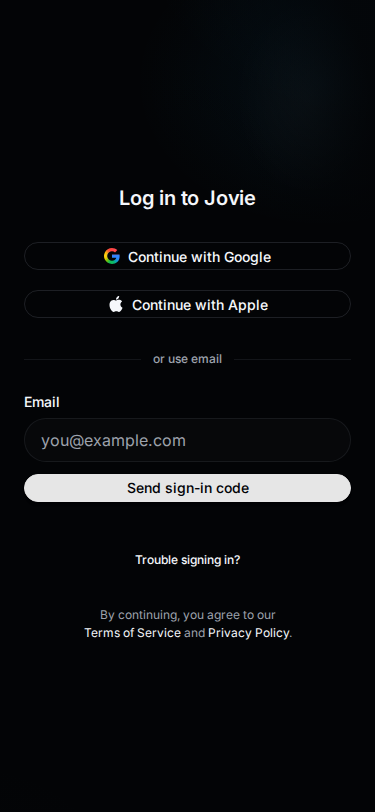 Log in to Jovie
Continue with Google
Continue with Apple
or use email
Email
you@example.com
Send sign-in code
Trouble signing in?
By continuing, you agree to our
Terms of Service and Privacy Policy.